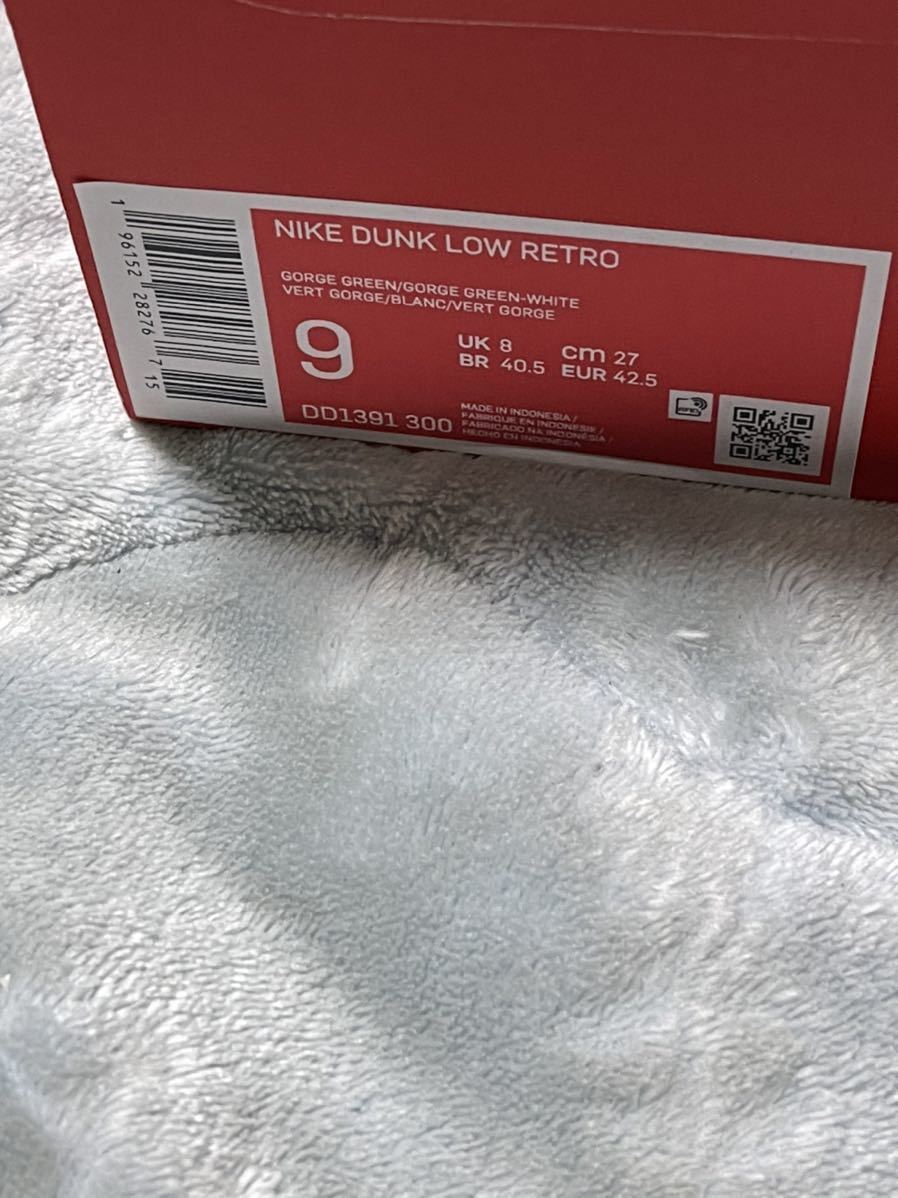 1 96152 28276 7 15
NIKE DUNK LOW RETRO
GORGE GREEN/GORGE GREEN-WHITE
VERT GORGE/BLANC/VERT GORGE
9
UK 8 cm 27
BR 40.5 EUR 42.5
DD1391 300
MADE IN INDONESIA /
FABRIQUE EN INDONESIE /
FABRICADO NA INDONÉSIA /
HECHO EN INDONESIA
RFID